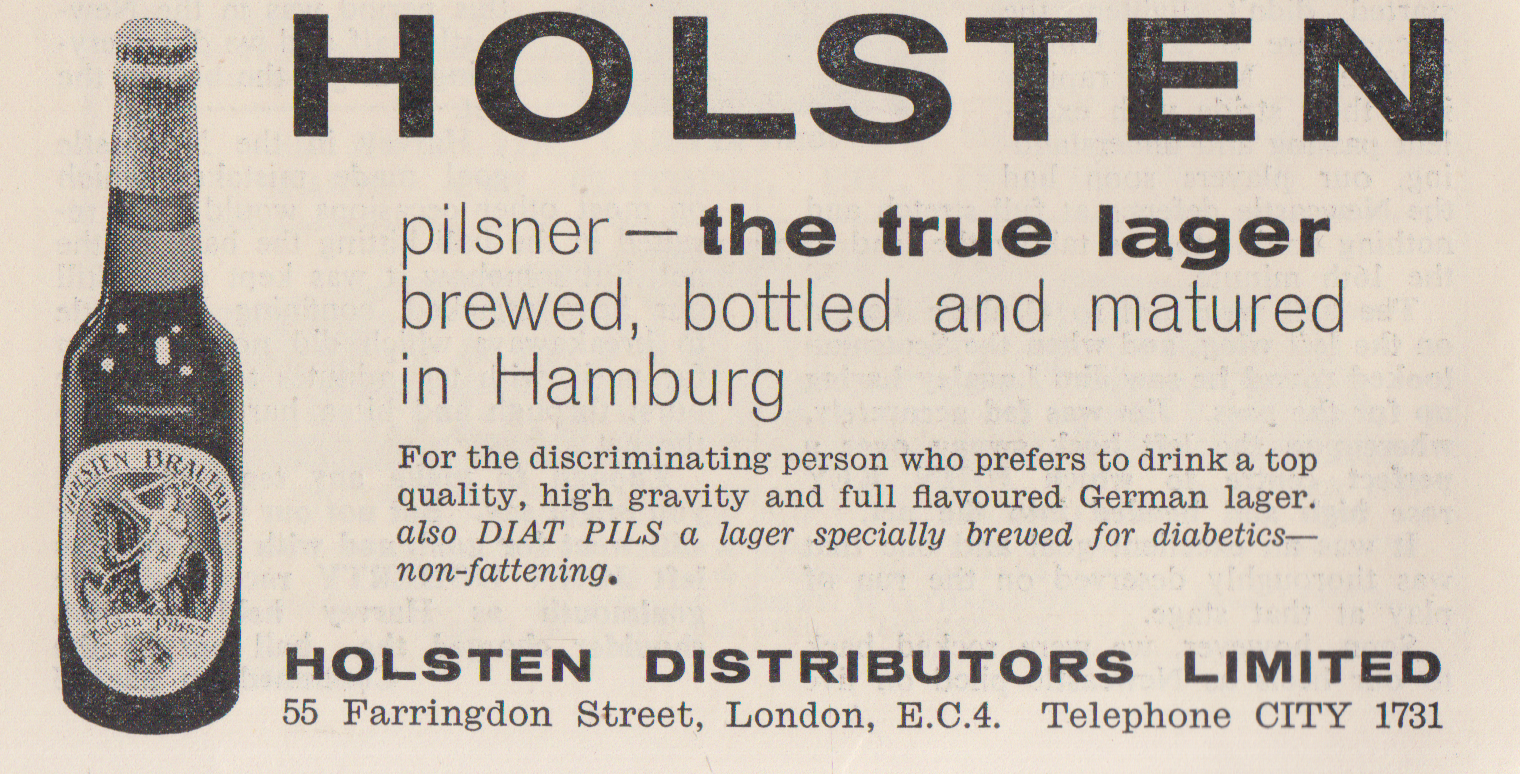 HOLSTEN
pilsner — the true lager
brewed, bottled and matured
in Hamburg
For the discriminating person who prefers to drink a top
quality, high gravity and full flavoured German lager.
also DIAT PILS a lager specially brewed for diabetics—
non-fattening.
HOLSTEN BRAUEREI
HOLSTEN DISTRIBUTORS LIMITED
55 Farringdon Street, London, E.C.4. Telephone CITY 1731